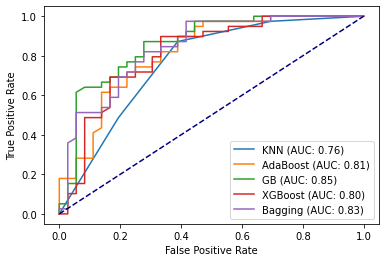 1.0
0.8
0.6
0.4
0.2
0.0
True Positive Rate
KNN (AUC: 0.76)
AdaBoost (AUC: 0.81)
GB (AUC: 0.85)
XGBoost (AUC: 0.80)
Bagging (AUC: 0.83)
0.0 0.2 0.4 0.6 0.8 1.0
False Positive Rate